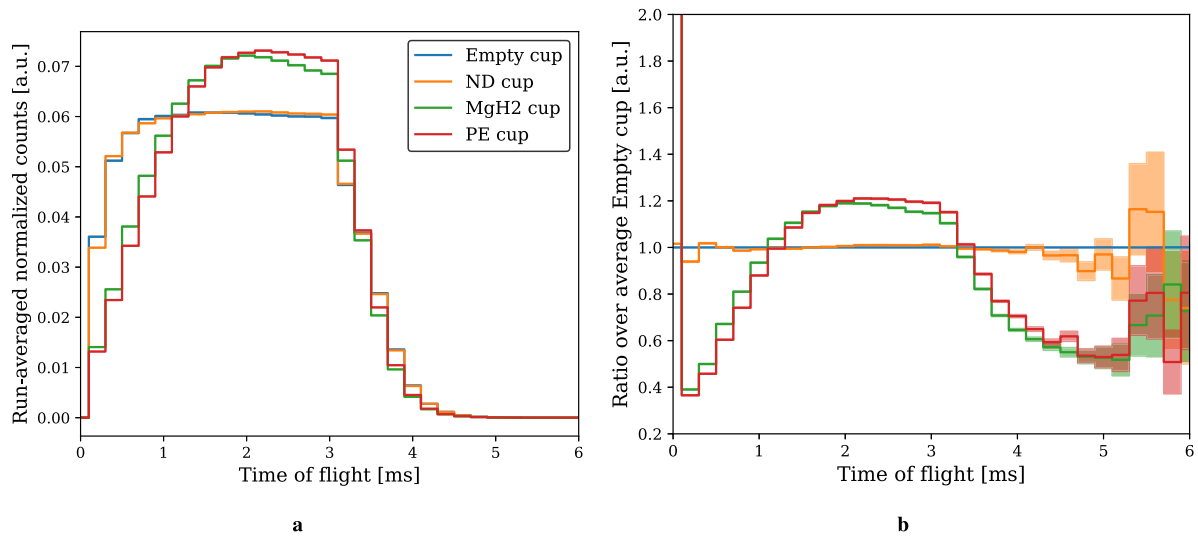 Run-averaged normalized counts [a.u.]
0.07
0.06
0.05
0.04
0.03
0.02
0.01
0.00
Empty cup
ND cup
MgH2 cup
PE cup
0 1 2 3 4 5 6
Time of flight [ms]
a
Ratio over average Empty cup [a.u.]
2.0
1.8
1.6
1.4
1.2
1.0
0.8
0.6
0.4
0.2
0 1 2 3 4 5 6
Time of flight [ms]
b